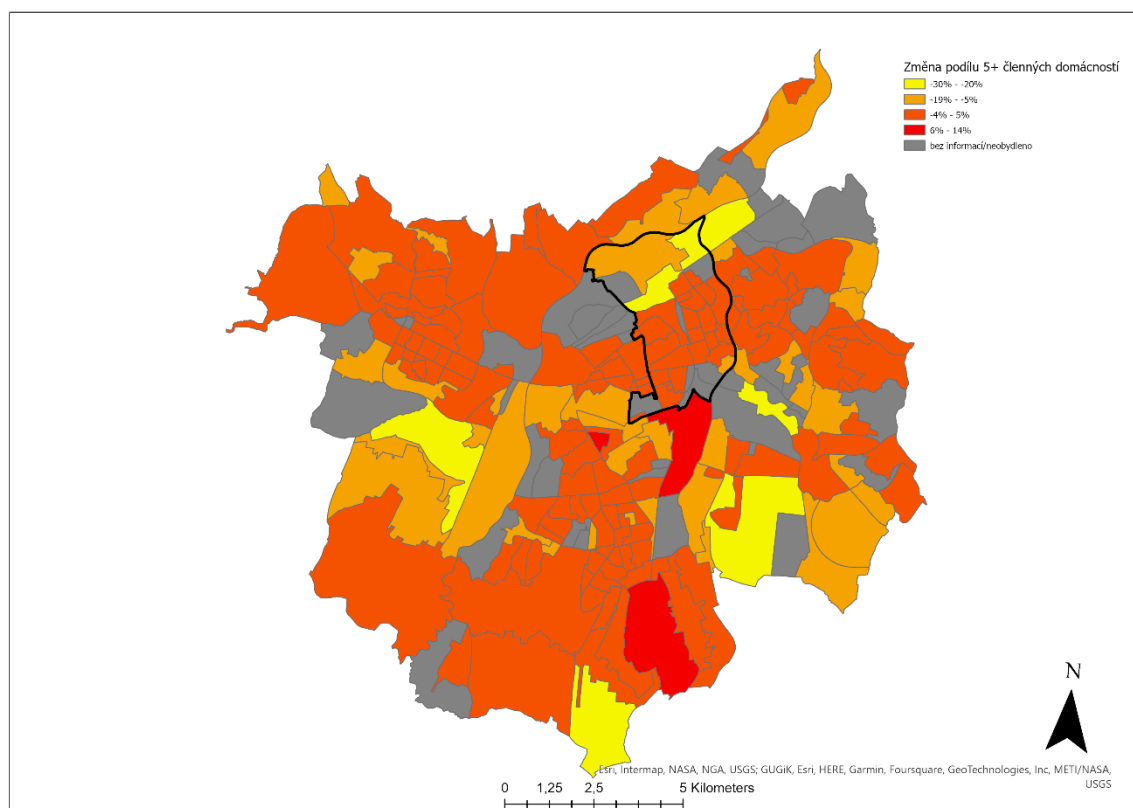 Změna podílu 5+ členných domácností
-30% - -20%
-19% - -5%
-4% - 5%
6% - 14%
bez informací/neobydleno
N
Esri, Intermap, NASA, NGA, USGS; GUGiK, Esri, HERE, Garmin, Foursquare, GeoTechnologies, Inc, METI/NASA,
USGS
0 1,25 2,5 5 Kilometers